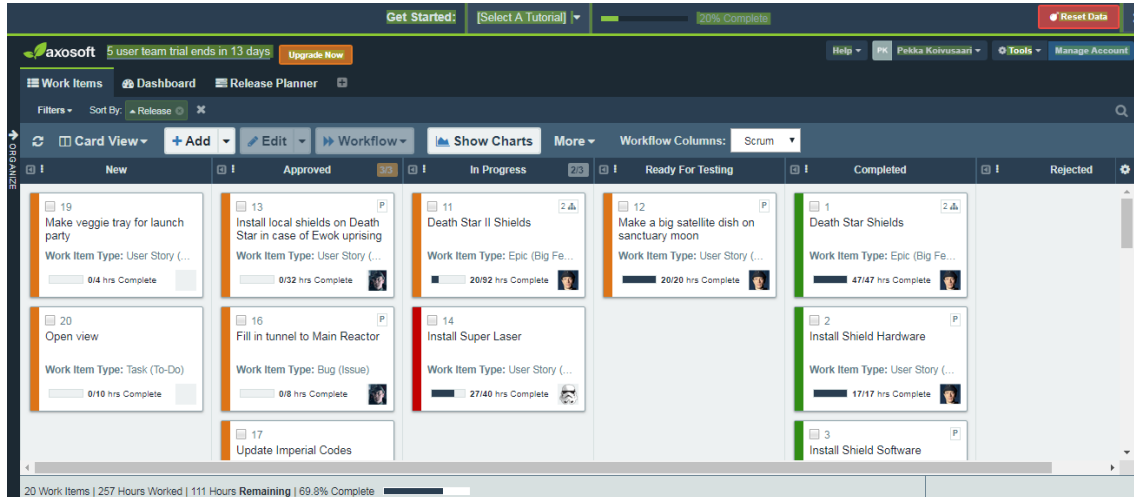 Get Started: [Select A Tutorial] 20% Complete Reset Data
axosoft 5 user team trial ends in 13 days Upgrade Now Help PK Pekka Koivusaari Tools Manage Account
Work Items Dashboard Release Planner
Filters Sort By: Release
ORGANIZE
Card View + Add Edit Workflow Show Charts More Workflow Columns: Scrum
New Approved 3/3 In Progress 2/3 Ready For Testing Completed Rejected
19
Make veggie tray for launch
party
Work Item Type: User Story (...
0/4 hrs Complete
20
Open view
Work Item Type: Task (To-Do)
0/10 hrs Complete
13 P
Install local shields on Death
Star in case of Ewok uprising
Work Item Type: User Story (...
0/32 hrs Complete
16 P
Fill in tunnel to Main Reactor
Work Item Type: Bug (Issue)
0/8 hrs Complete
17
Update Imperial Codes
11 2
Death Star II Shields
Work Item Type: Epic (Big Fe...
20/92 hrs Complete
14
Install Super Laser
Work Item Type: User Story (...
27/40 hrs Complete
12 P
Make a big satellite dish on
sanctuary moon
Work Item Type: User Story (...
20/20 hrs Complete
1 2
Death Star Shields
Work Item Type: Epic (Big Fe...
47/47 hrs Complete
2 P
Install Shield Hardware
Work Item Type: User Story (...
17/17 hrs Complete
3 P
Install Shield Software
20 Work Items | 257 Hours Worked | 111 Hours Remaining | 69.8% Complete